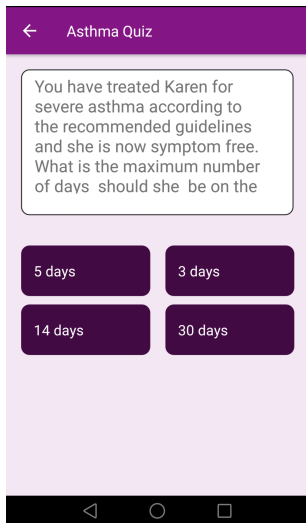 Asthma Quiz
You have treated Karen for
severe asthma according to
the recommended guidelines
and she is now symptom free.
What is the maximum number
of days should she be on the
5 days
3 days
14 days
30 days